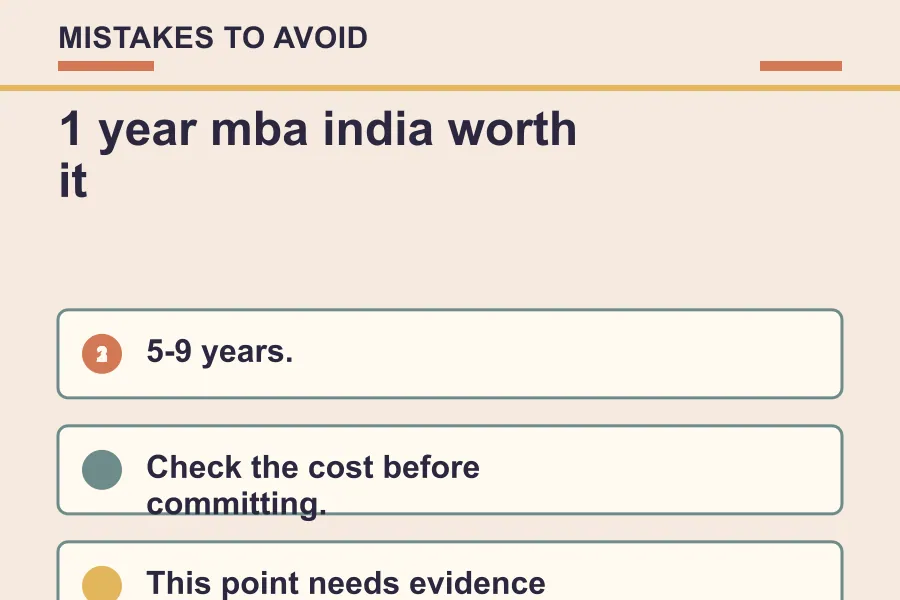 MISTAKES TO AVOID
1 year mba india worth
it
5-9 years.
Check the cost before
committing.
This point needs evidence